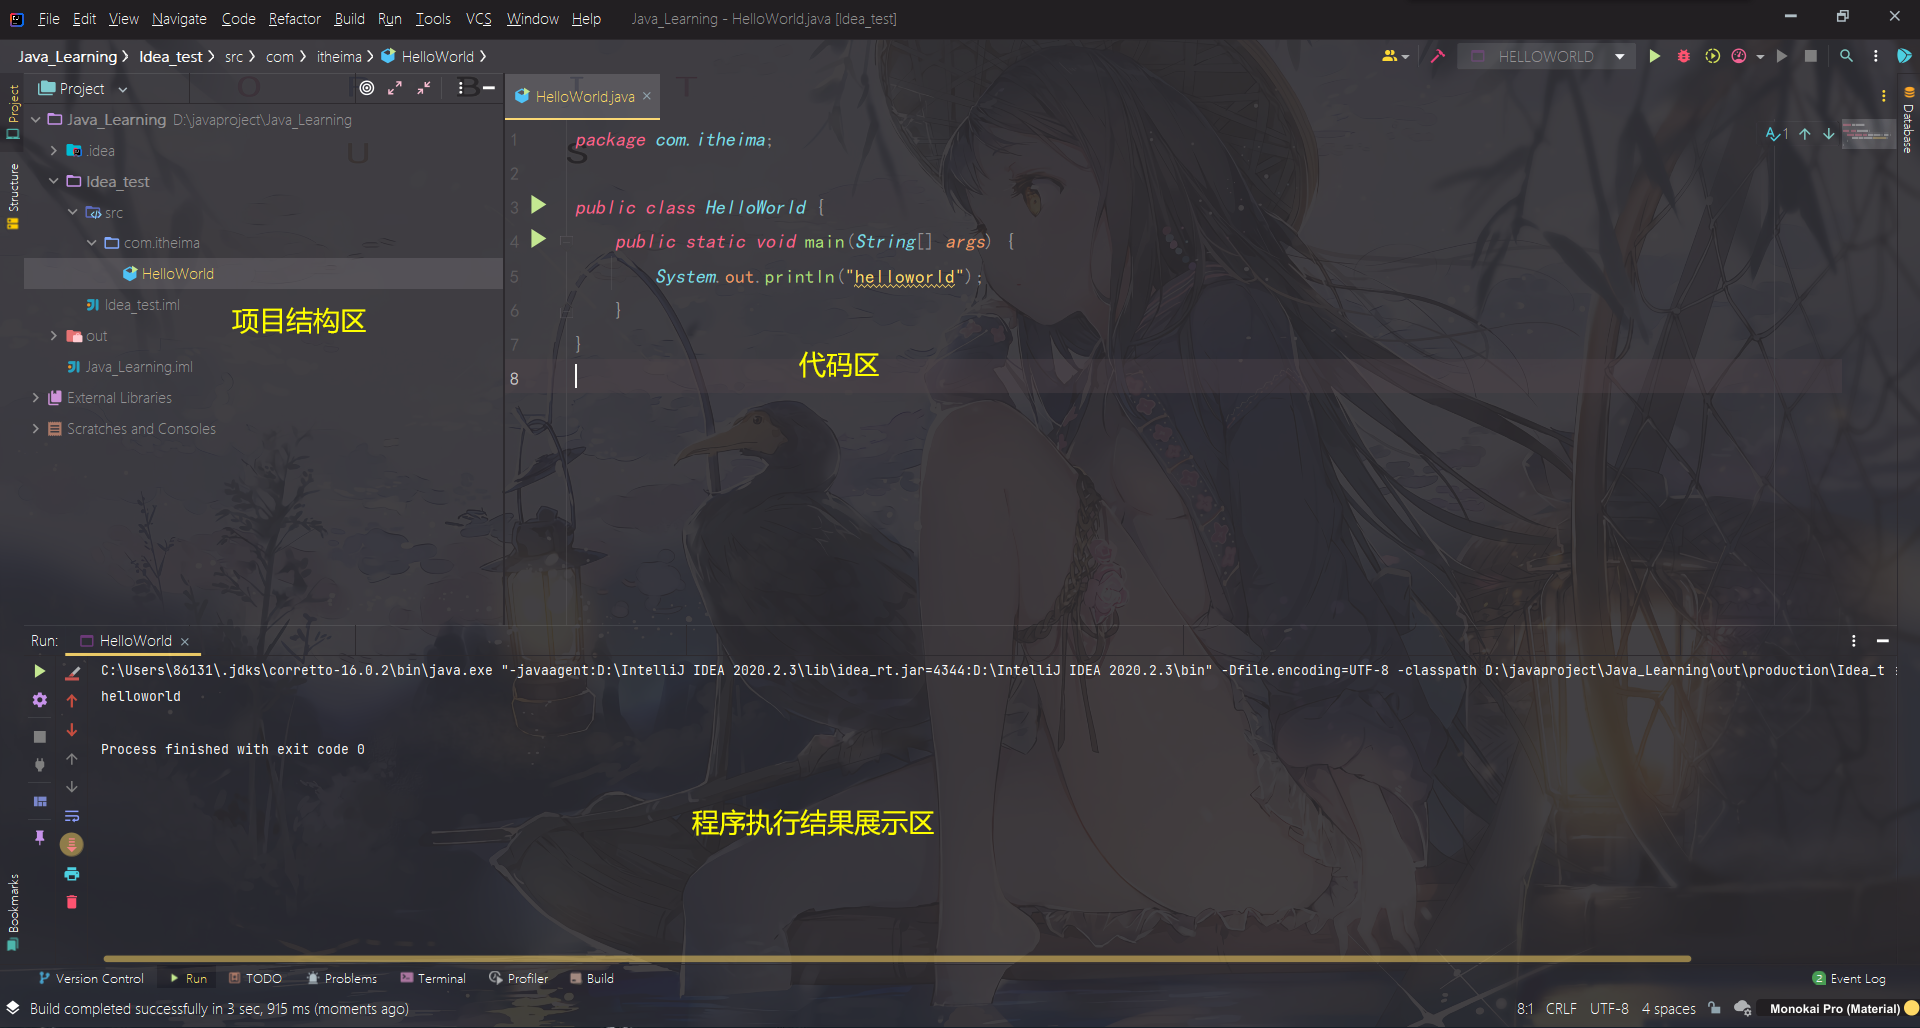 File Edit View Navigate Code Refactor Build Run Tools VCS Window Help Java_Learning - HelloWorld.java [Idea_test]
Java_Learning Idea_test src com itheima HelloWorld HELLOWORLD
Project
HelloWorld.java
Project
Structure
Bookmarks
Database
Java_Learning D:\javaproject\Java_Learning
.idea
Idea_test
src
com.itheima
HelloWorld
Idea_test.iml
out
Java_Learning.iml
External Libraries
Scratches and Consoles
项目结构区
O B I T
U S
1 package com.itheima;
2
3 public class HelloWorld {
4 public static void main(String[] args) {
5 System.out.println("helloworld");
6 }
7 }
8
1
代码区
Run: HelloWorld
C:\Users\86131\.jdks\corretto-16.0.2\bin\java.exe "-javaagent:D:\IntelliJ IDEA 2020.2.3\lib\idea_rt.jar=4344:D:\IntelliJ IDEA 2020.2.3\bin" -Dfile.encoding=UTF-8 -classpath D:\javaproject\Java_Learning\out\production\Idea_t
helloworld
Process finished with exit code 0
程序执行结果展示区
Version Control Run TODO Problems Terminal Profiler Build 2 Event Log
Build completed successfully in 3 sec, 915 ms (moments ago) 8:1 CRLF UTF-8 4 spaces Monokai Pro (Material)